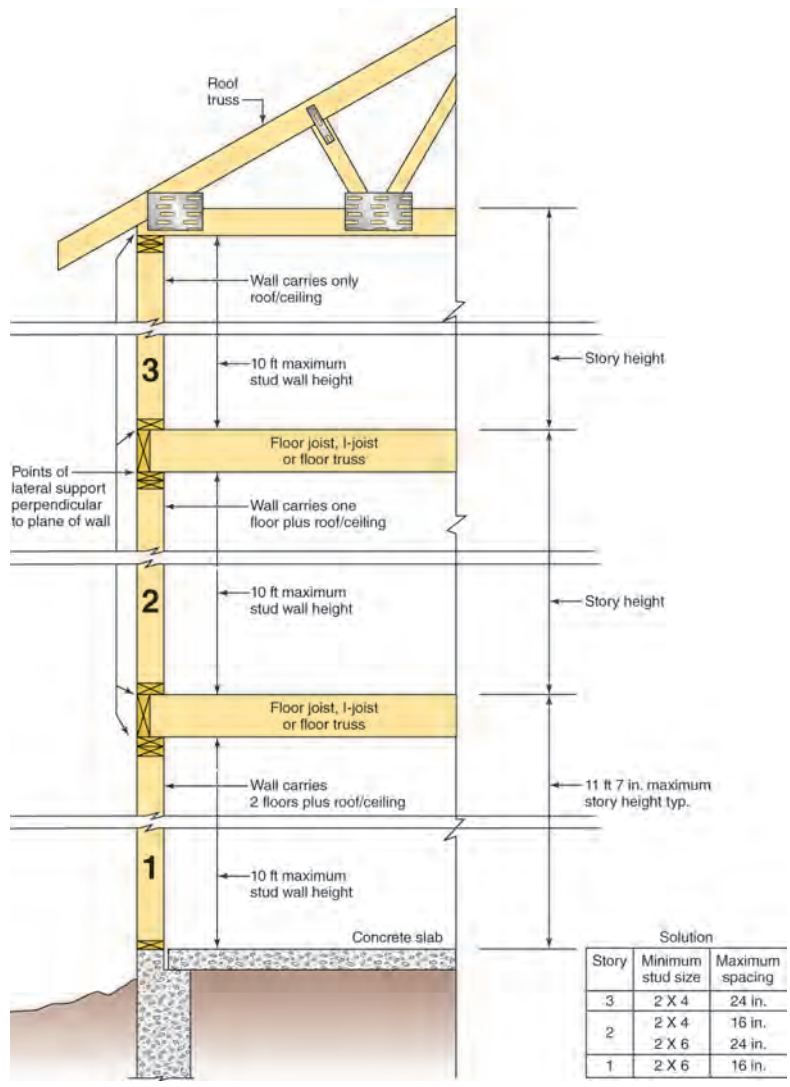 Roof
truss
Wall carries only
roof/ceiling
3
10 ft maximum
stud wall height
Story height
Floor joist, I-joist
or floor truss
Points of
lateral support
perpendicular
to plane of wall
Wall carries one
floor plus roof/ceiling
2
10 ft maximum
stud wall height
Story height
Floor joist, I-joist
or floor truss
Wall carries
2 floors plus roof/ceiling
11 ft 7 in. maximum
story height typ.
1
10 ft maximum
stud wall height
Concrete slab
Solution
Story Minimum stud size Maximum spacing
3 2 X 4 24 in.
2 2 X 4 16 in.
2 X 6 24 in.
1 2 X 6 16 in.